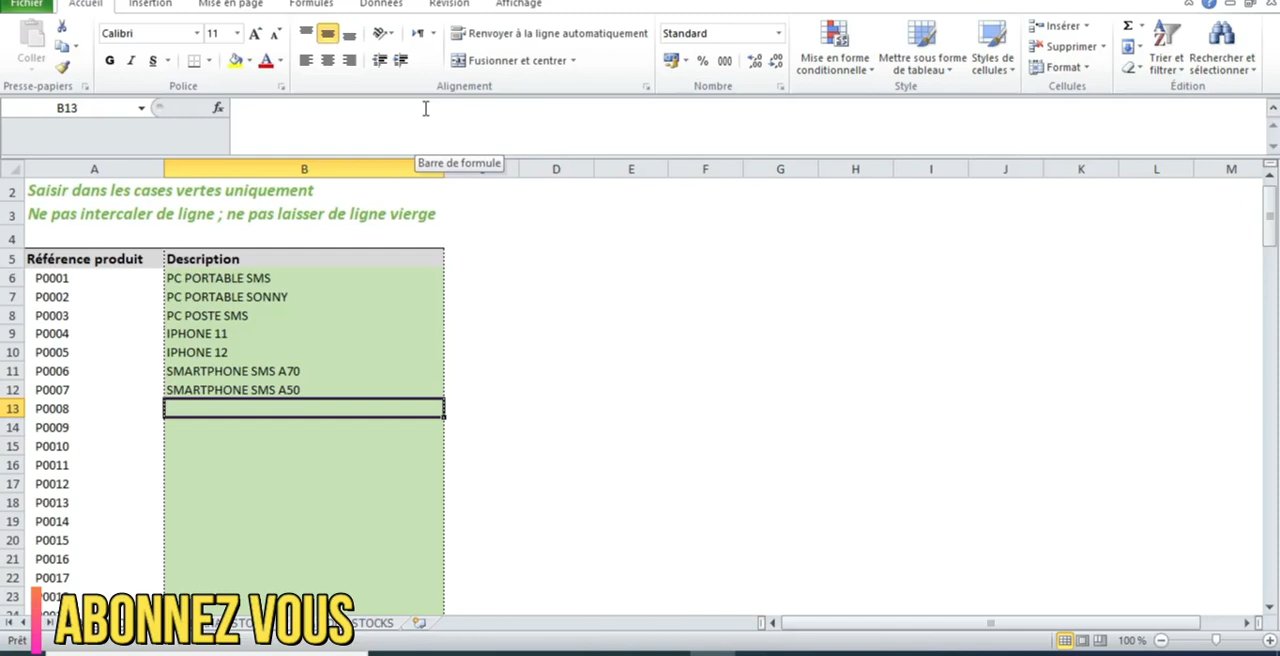 Fichier Accueil Insertion Mise en page Formules Données Révision Affichage
Coller
Calibri 11
G I S
Renvoyer à la ligne automatiquement
Fusionner et centrer
Standard
% 000
Mise en forme conditionnelle
Mettre sous forme de tableau
Styles de cellules
Insérer
Supprimer
Format
Σ
Trier et filtrer
Rechercher et sélectionner
Presse-papiers Police Alignement Nombre Style Cellules Édition
B13 fx
Barre de formule
A B D E F G H I J K L M
2 Saisir dans les cases vertes uniquement
3 Ne pas intercaler de ligne ; ne pas laisser de ligne vierge
4
5 Référence produit Description
6 P0001 PC PORTABLE SMS
7 P0002 PC PORTABLE SONNY
8 P0003 PC POSTE SMS
9 P0004 IPHONE 11
10 P0005 IPHONE 12
11 P0006 SMARTPHONE SMS A70
12 P0007 SMARTPHONE SMS A50
13 P0008
14 P0009
15 P0010
16 P0011
17 P0012
18 P0013
19 P0014
20 P0015
21 P0016
22 P0017
23
ABONNEZ VOUS
STOCKS
Prêt
100 %